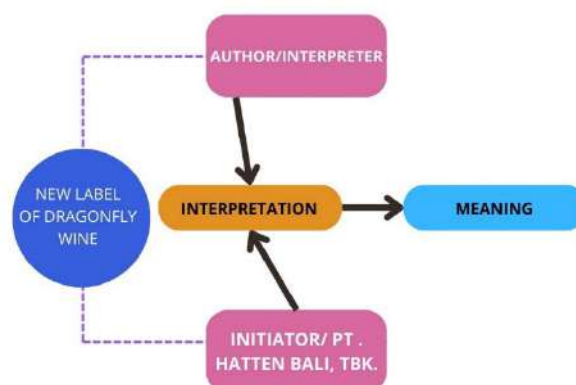 AUTHOR/INTERPRETER
NEW LABEL
OF DRAGONFLY
WINE
INTERPRETATION
MEANING
INITIATOR/ PT .
HATTEN BALI, TBK.